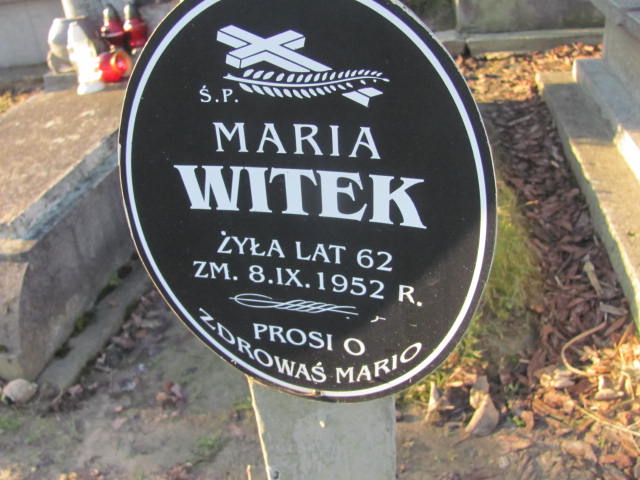 Ś.P.
MARIA
WITEK
ŻYŁA LAT 62
ZM. 8.IX.1952 R.
PROSI O
ZDROWAŚ MARIO